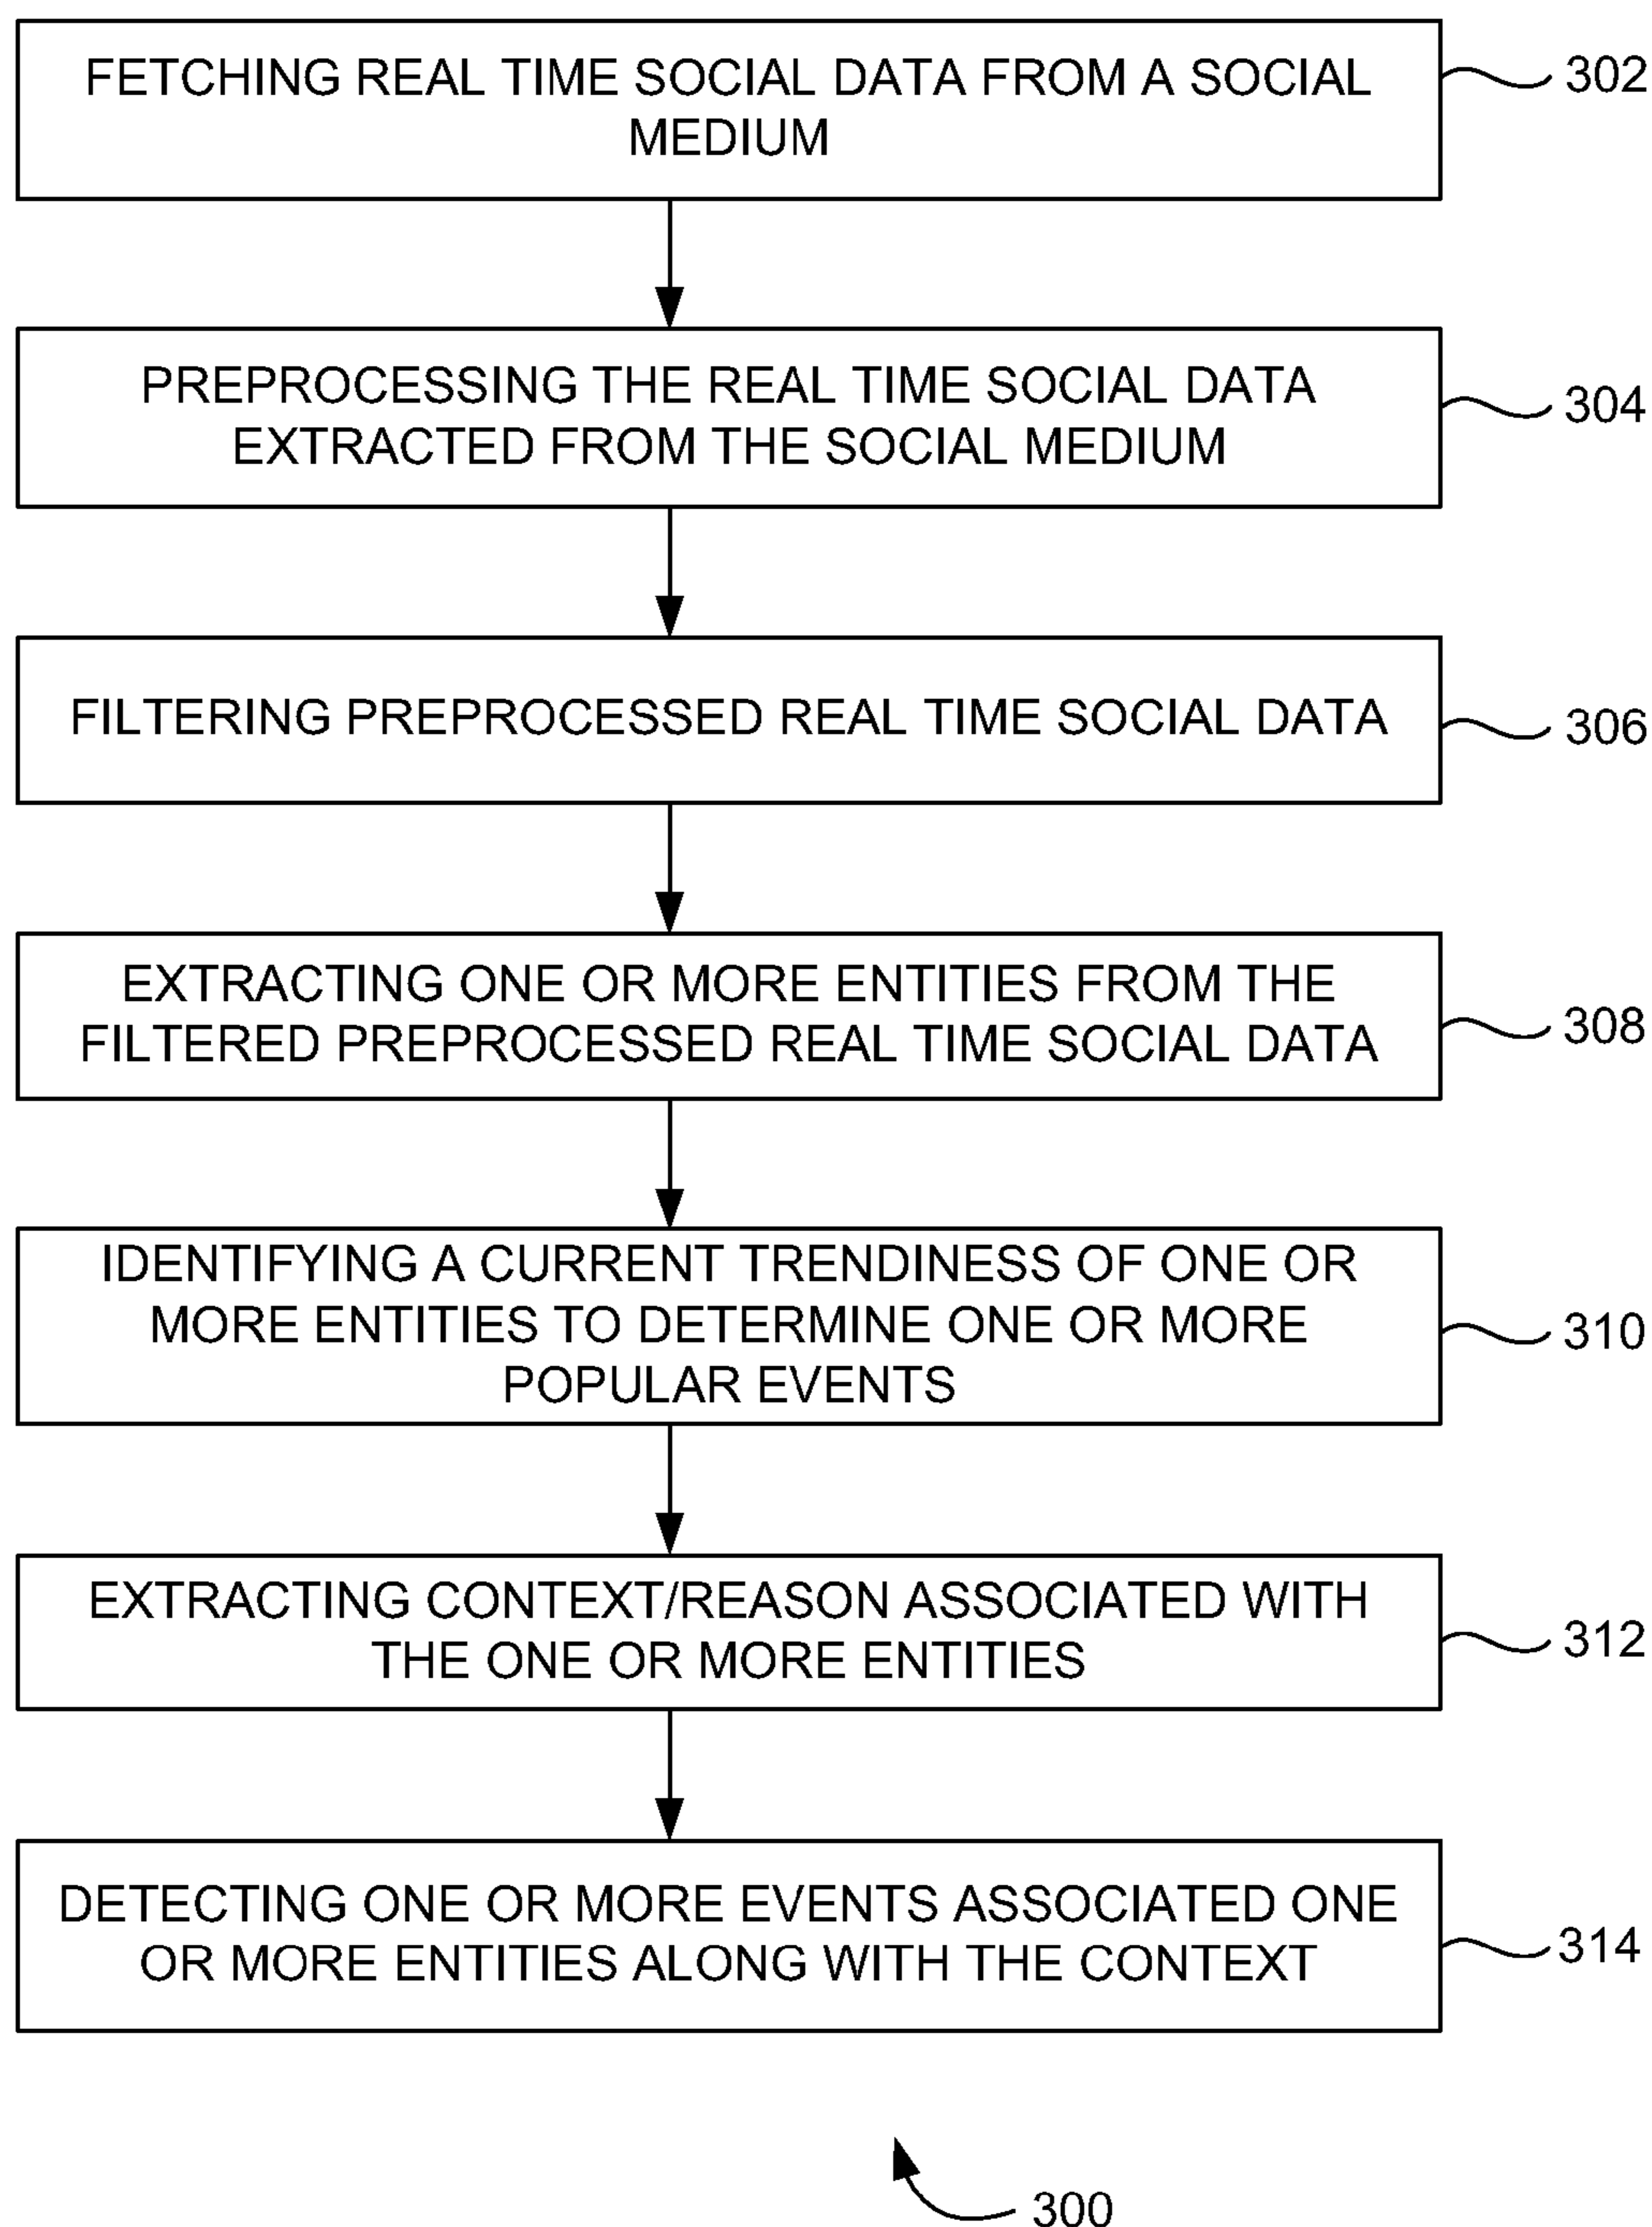 FETCHING REAL TIME SOCIAL DATA FROM A SOCIAL
MEDIUM
302
PREPROCESSING THE REAL TIME SOCIAL DATA
EXTRACTED FROM THE SOCIAL MEDIUM
304
FILTERING PREPROCESSED REAL TIME SOCIAL DATA
306
EXTRACTING ONE OR MORE ENTITIES FROM THE
FILTERED PREPROCESSED REAL TIME SOCIAL DATA
308
IDENTIFYING A CURRENT TRENDINESS OF ONE OR
MORE ENTITIES TO DETERMINE ONE OR MORE
POPULAR EVENTS
310
EXTRACTING CONTEXT/REASON ASSOCIATED WITH
THE ONE OR MORE ENTITIES
312
DETECTING ONE OR MORE EVENTS ASSOCIATED ONE
OR MORE ENTITIES ALONG WITH THE CONTEXT
314
300